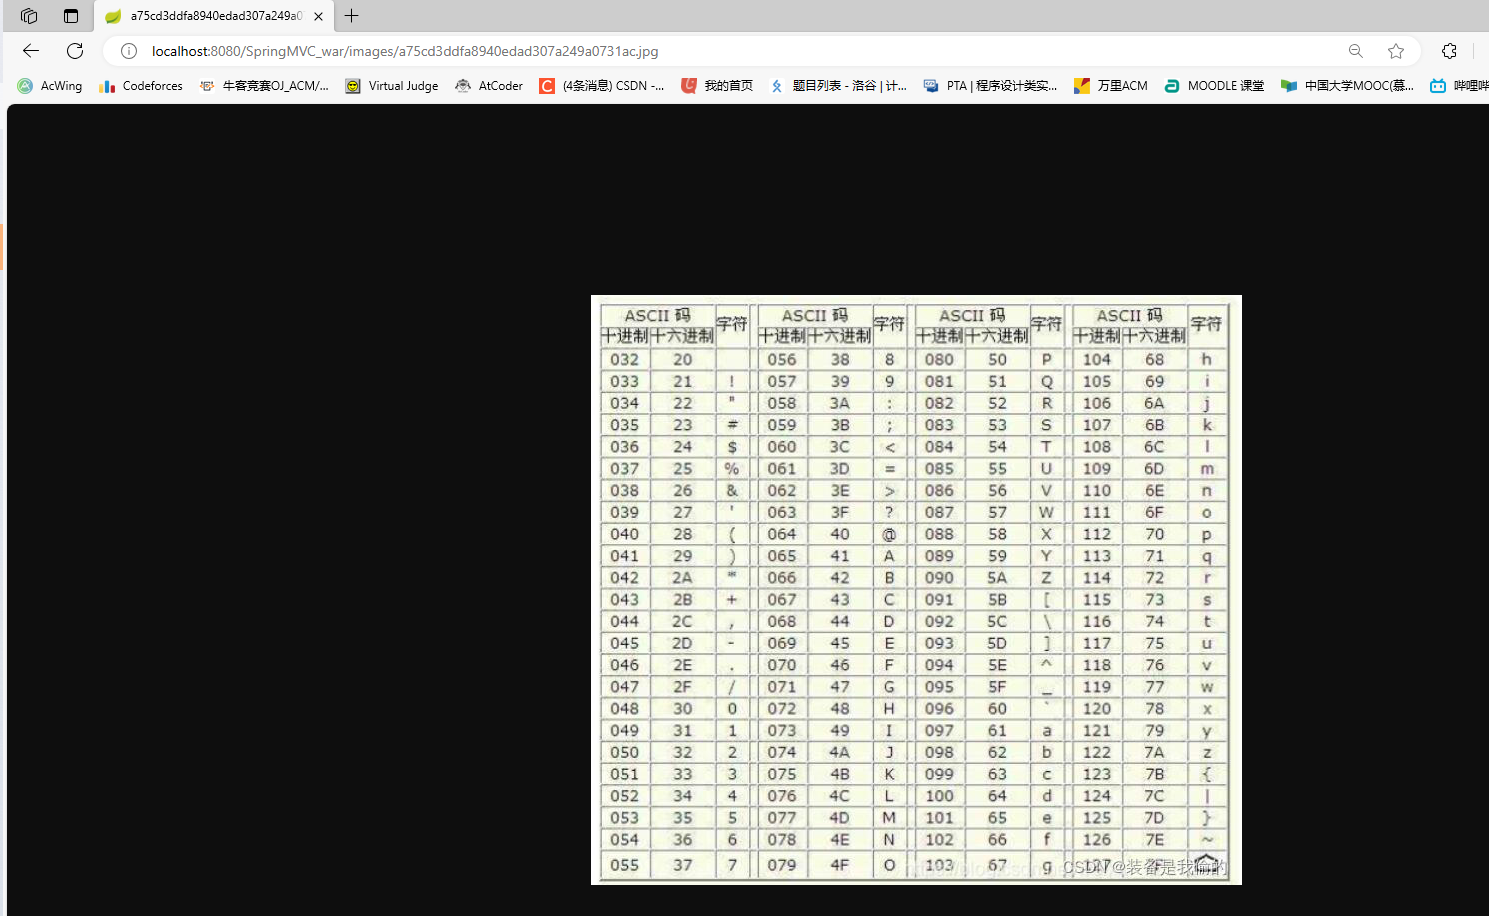 a75cd3ddfa8940edad307a249a0
localhost:8080/SpringMVC_war/images/a75cd3ddfa8940edad307a249a0731ac.jpg
AcWing Codeforces 牛客竞赛OJ_ACM/... Virtual Judge AtCoder (4条消息) CSDN -... 我的首页 题目列表 - 洛谷 | 计... PTA | 程序设计类实... 万里ACM MOODLE 课堂 中国大学MOOC(慕... 哔哩哔
ASCII 码 字符 ASCII 码 字符 ASCII 码 字符 ASCII 码 字符
十进制 十六进制 十进制 十六进制 十进制 十六进制 十进制 十六进制
032 20 056 38 8 080 50 P 104 68 h
033 21 ! 057 39 9 081 51 Q 105 69 i
034 22 " 058 3A : 082 52 R 106 6A j
035 23 # 059 3B ; 083 53 S 107 6B k
036 24 $ 060 3C < 084 54 T 108 6C l
037 25 % 061 3D = 085 55 U 109 6D m
038 26 & 062 3E > 086 56 V 110 6E n
039 27 ' 063 3F ? 087 57 W 111 6F o
040 28 ( 064 40 @ 088 58 X 112 70 p
041 29 ) 065 41 A 089 59 Y 113 71 q
042 2A * 066 42 B 090 5A Z 114 72 r
043 2B + 067 43 C 091 5B [ 115 73 s
044 2C , 068 44 D 092 5C \ 116 74 t
045 2D - 069 45 E 093 5D ] 117 75 u
046 2E . 070 46 F 094 5E ^ 118 76 v
047 2F / 071 47 G 095 5F _ 119 77 w
048 30 0 072 48 H 096 60 ` 120 78 x
049 31 1 073 49 I 097 61 a 121 79 y
050 32 2 074 4A J 098 62 b 122 7A z
051 33 3 075 4B K 099 63 c 123 7B {
052 34 4 076 4C L 100 64 d 124 7C |
053 35 5 077 4D M 101 65 e 125 7D }
054 36 6 078 4E N 102 66 f 126 7E ~
055 37 7 079 4F O 103 67 g 127 7F
CSDN @装备是我偷的